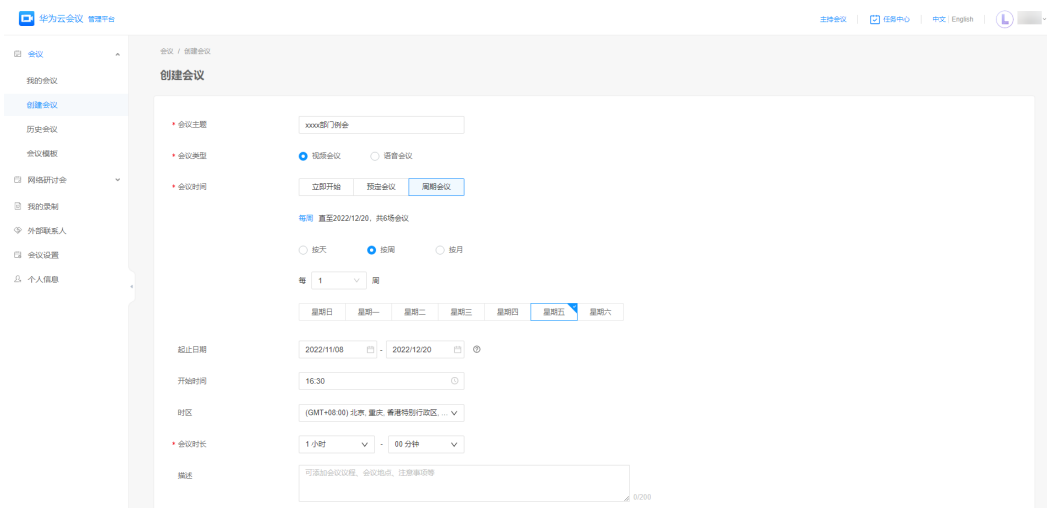 华为云会议 管理平台
主持会议 任务中心 中文 | English
会议
我的会议
创建会议
历史会议
会议模板
网络研讨会
我的录制
外部联系人
会议设置
个人信息
会议 / 创建会议
创建会议
* 会议主题 xxxx部门例会
* 会议类型 视频会议 语音会议
* 会议时间 立即开始 预定会议 周期会议
每周 直至2022/12/20，共6场会议
按天 按周 按月
每 1 周
星期日 星期一 星期二 星期三 星期四 星期五 星期六
起止日期 2022/11/08 - 2022/12/20
开始时间 16:30
时区 (GMT+08:00) 北京, 重庆, 香港特别行政区, ...
* 会议时长 1 小时 - 00 分钟
描述 可添加会议议程、会议地点、注意事项等
0/200